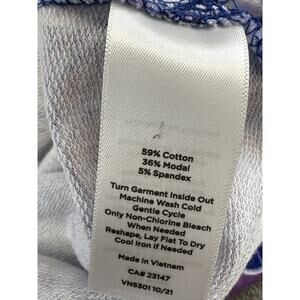 59% Cotton
36% Modal
5% Spandex
Turn Garment Inside Out
Machine Wash Cold
Gentle Cycle
Only Non-Chlorine Bleach
When Needed
Reshape, Lay Flat To Dry
Cool Iron if Needed
Made in Vietnam
CA# 23147
VN5301 10/21